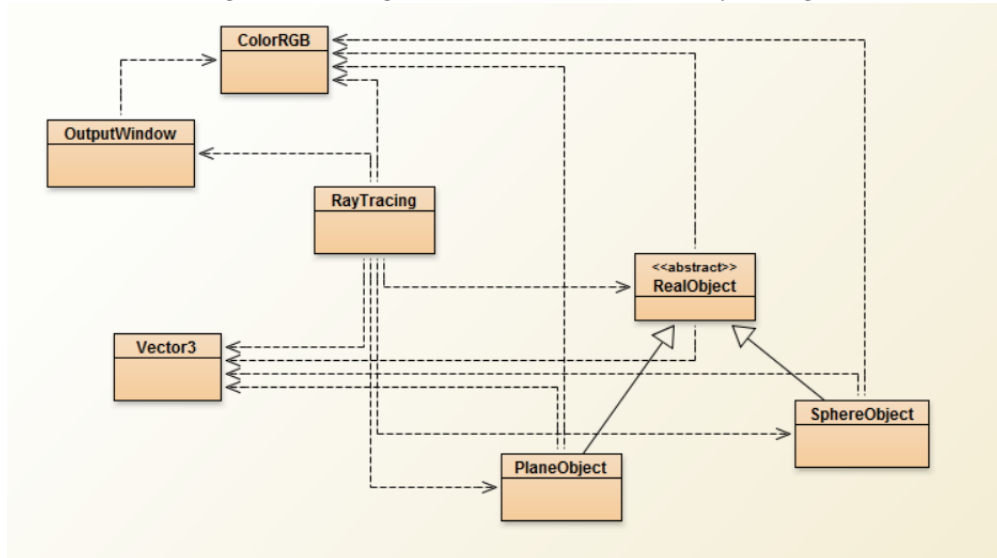 ColorRGB
OutputWindow
RayTracing
<<abstract>>
RealObject
Vector3
SphereObject
PlaneObject